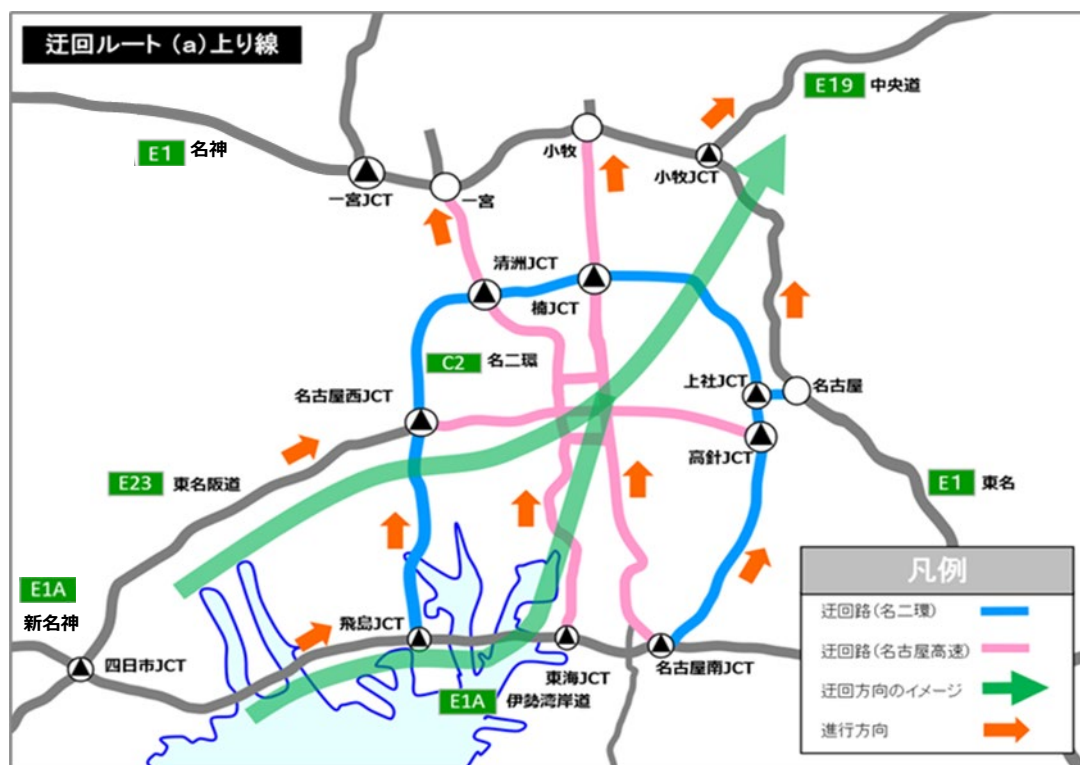 迂回ルート（a）上り線
E19 中央道
小牧
E1 名神
小牧JCT
一宮JCT
一宮
清洲JCT
楠JCT
C2 名二環
上社JCT
名古屋
名古屋西JCT
高針JCT
E23 東名阪道
E1 東名
凡例
E1A
新名神
迂回路(名二環)
飛島JCT
迂回路(名古屋高速)
四日市JCT
東海JCT
名古屋南JCT
迂回方向のイメージ
E1A 伊勢湾岸道
進行方向